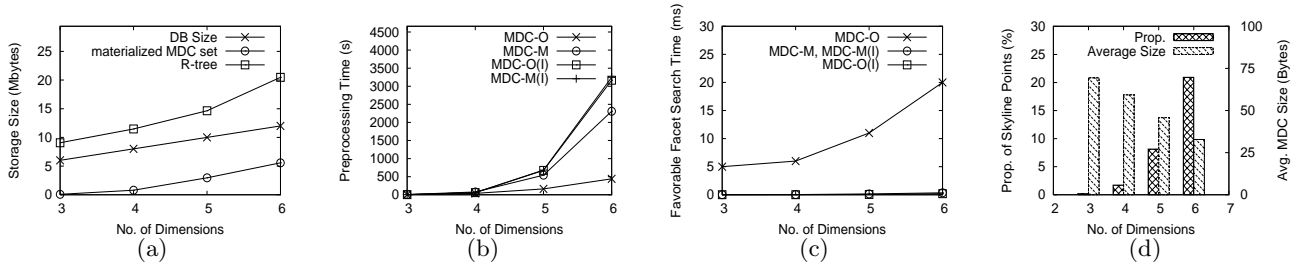 Storage Size (Mbytes)
25
20
15
10
5
0
3 4 5 6
No. of Dimensions
DB Size
materialized MDC set
R-tree
(a)
Preprocessing Time (s)
4500
4000
3500
3000
2500
2000
1500
1000
500
0
3 4 5 6
No. of Dimensions
MDC-O
MDC-M
MDC-O(I)
MDC-M(I)
(b)
Favorable Facet Search Time (ms)
30
25
20
15
10
5
0
3 4 5 6
No. of Dimensions
MDC-O
MDC-M, MDC-M(I)
MDC-O(I)
(c)
Prop. of Skyline Points (%)
30
25
20
15
10
5
0
2 3 4 5 6 7
No. of Dimensions
Prop.
Average Size
100
75
50
25
0
Avg. MDC Size (Bytes)
(d)